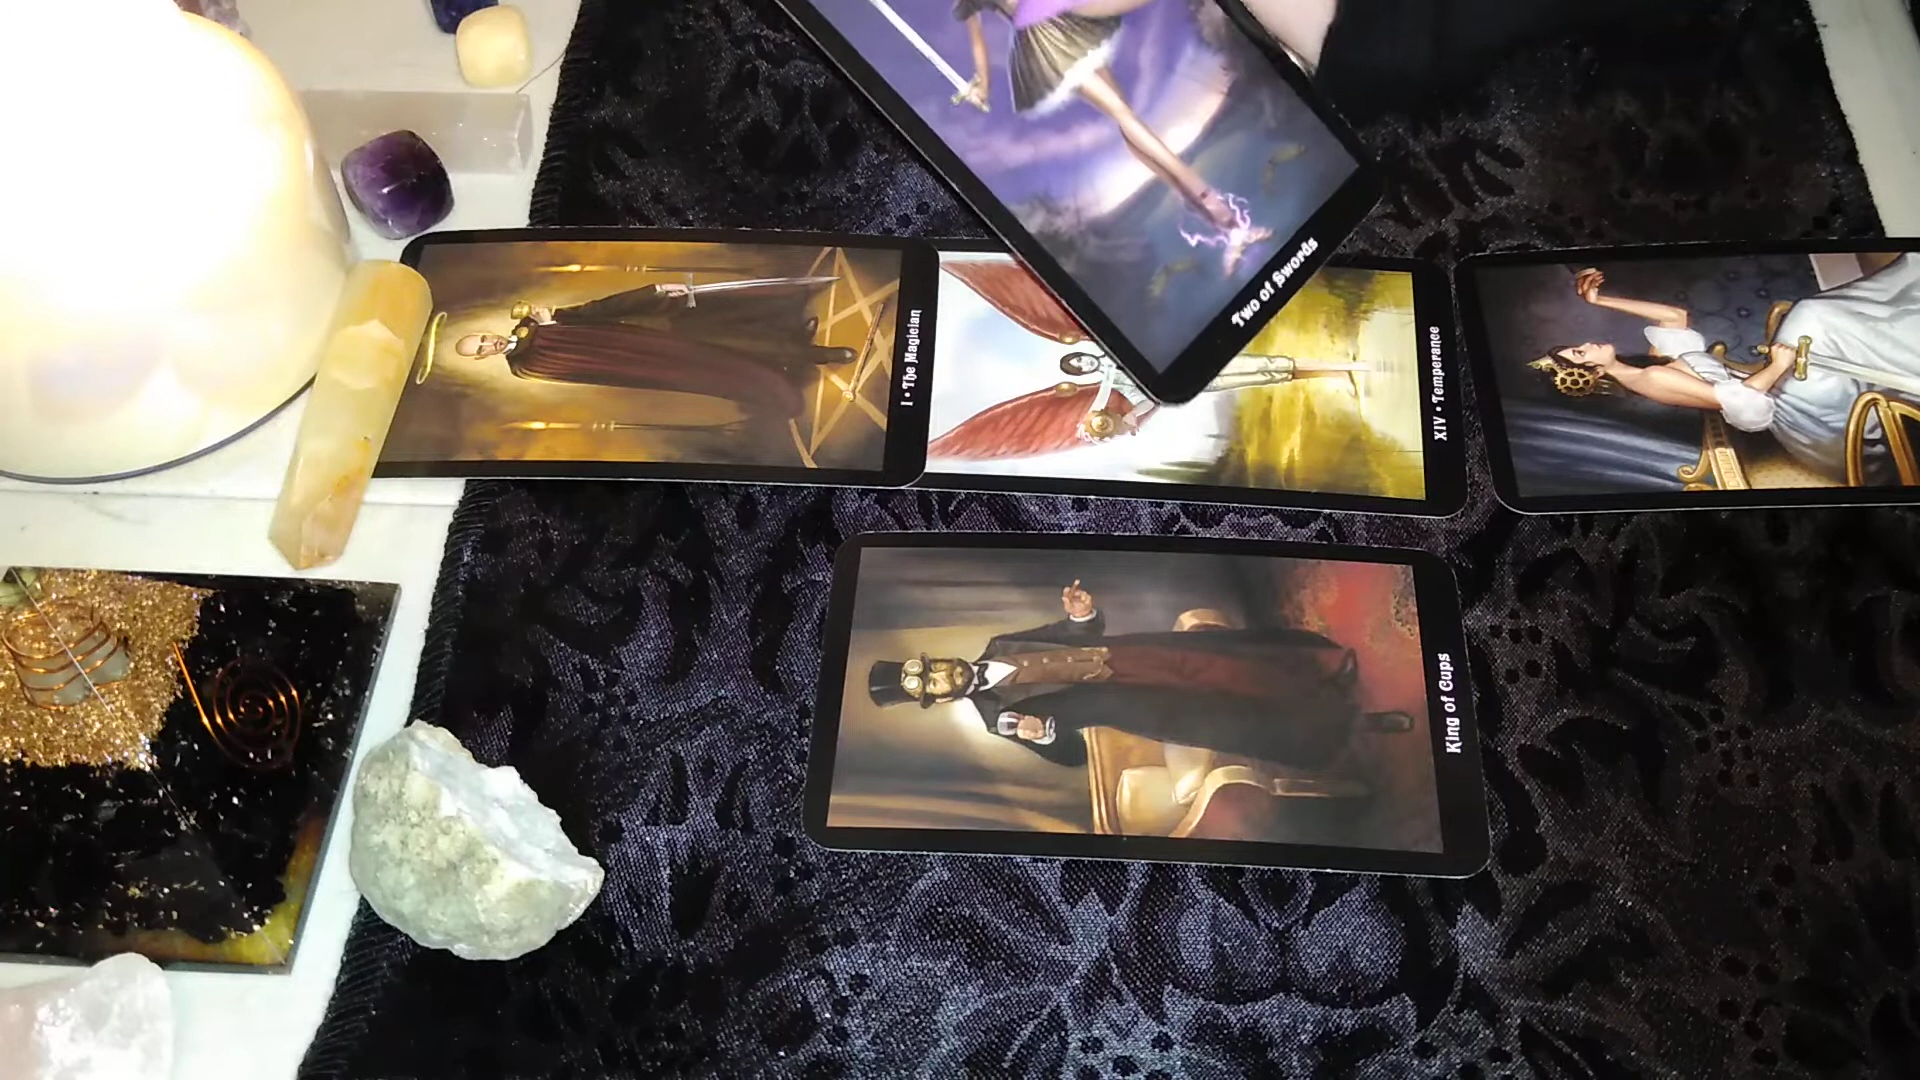 Two of Swords
I • The Magician
XIV • Temperance
King of Cups